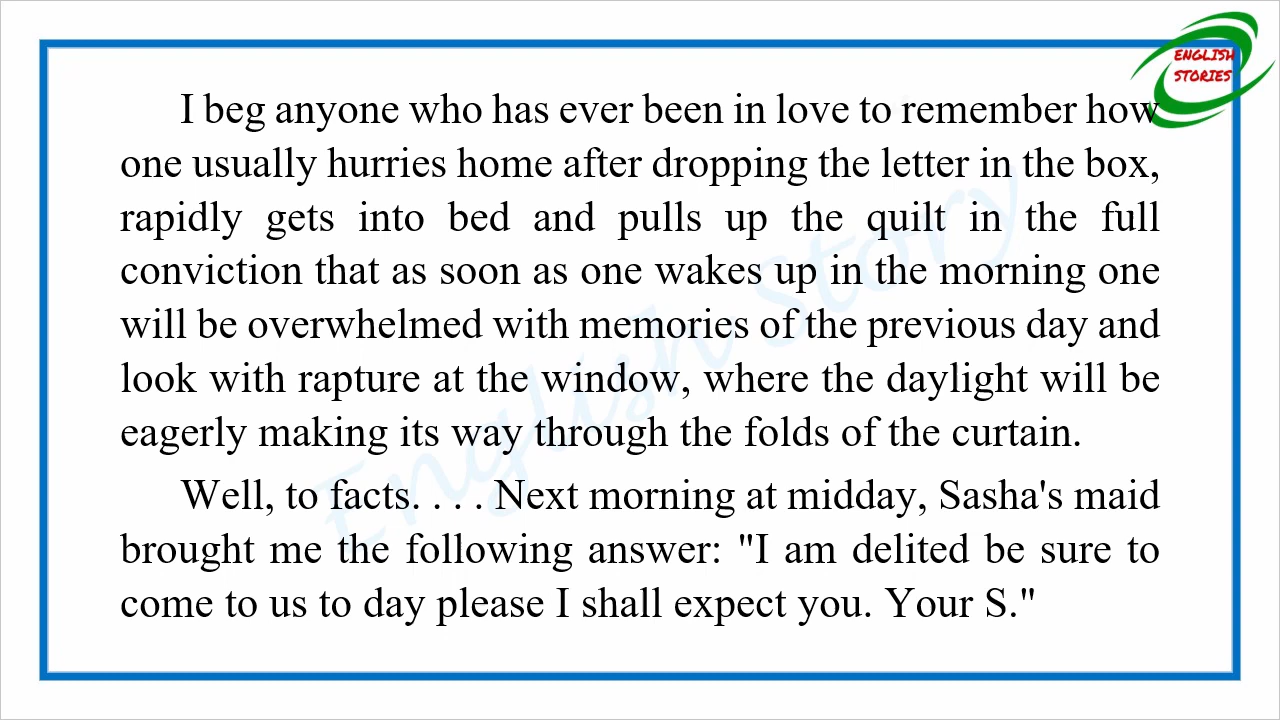 ENGLISH
STORIES
I beg anyone who has ever been in love to remember how
one usually hurries home after dropping the letter in the box,
rapidly gets into bed and pulls up the quilt in the full
conviction that as soon as one wakes up in the morning one
will be overwhelmed with memories of the previous day and
look with rapture at the window, where the daylight will be
eagerly making its way through the folds of the curtain.
Well, to facts. . . . Next morning at midday, Sasha's maid
brought me the following answer: "I am delited be sure to
come to us to day please I shall expect you. Your S."
English Story